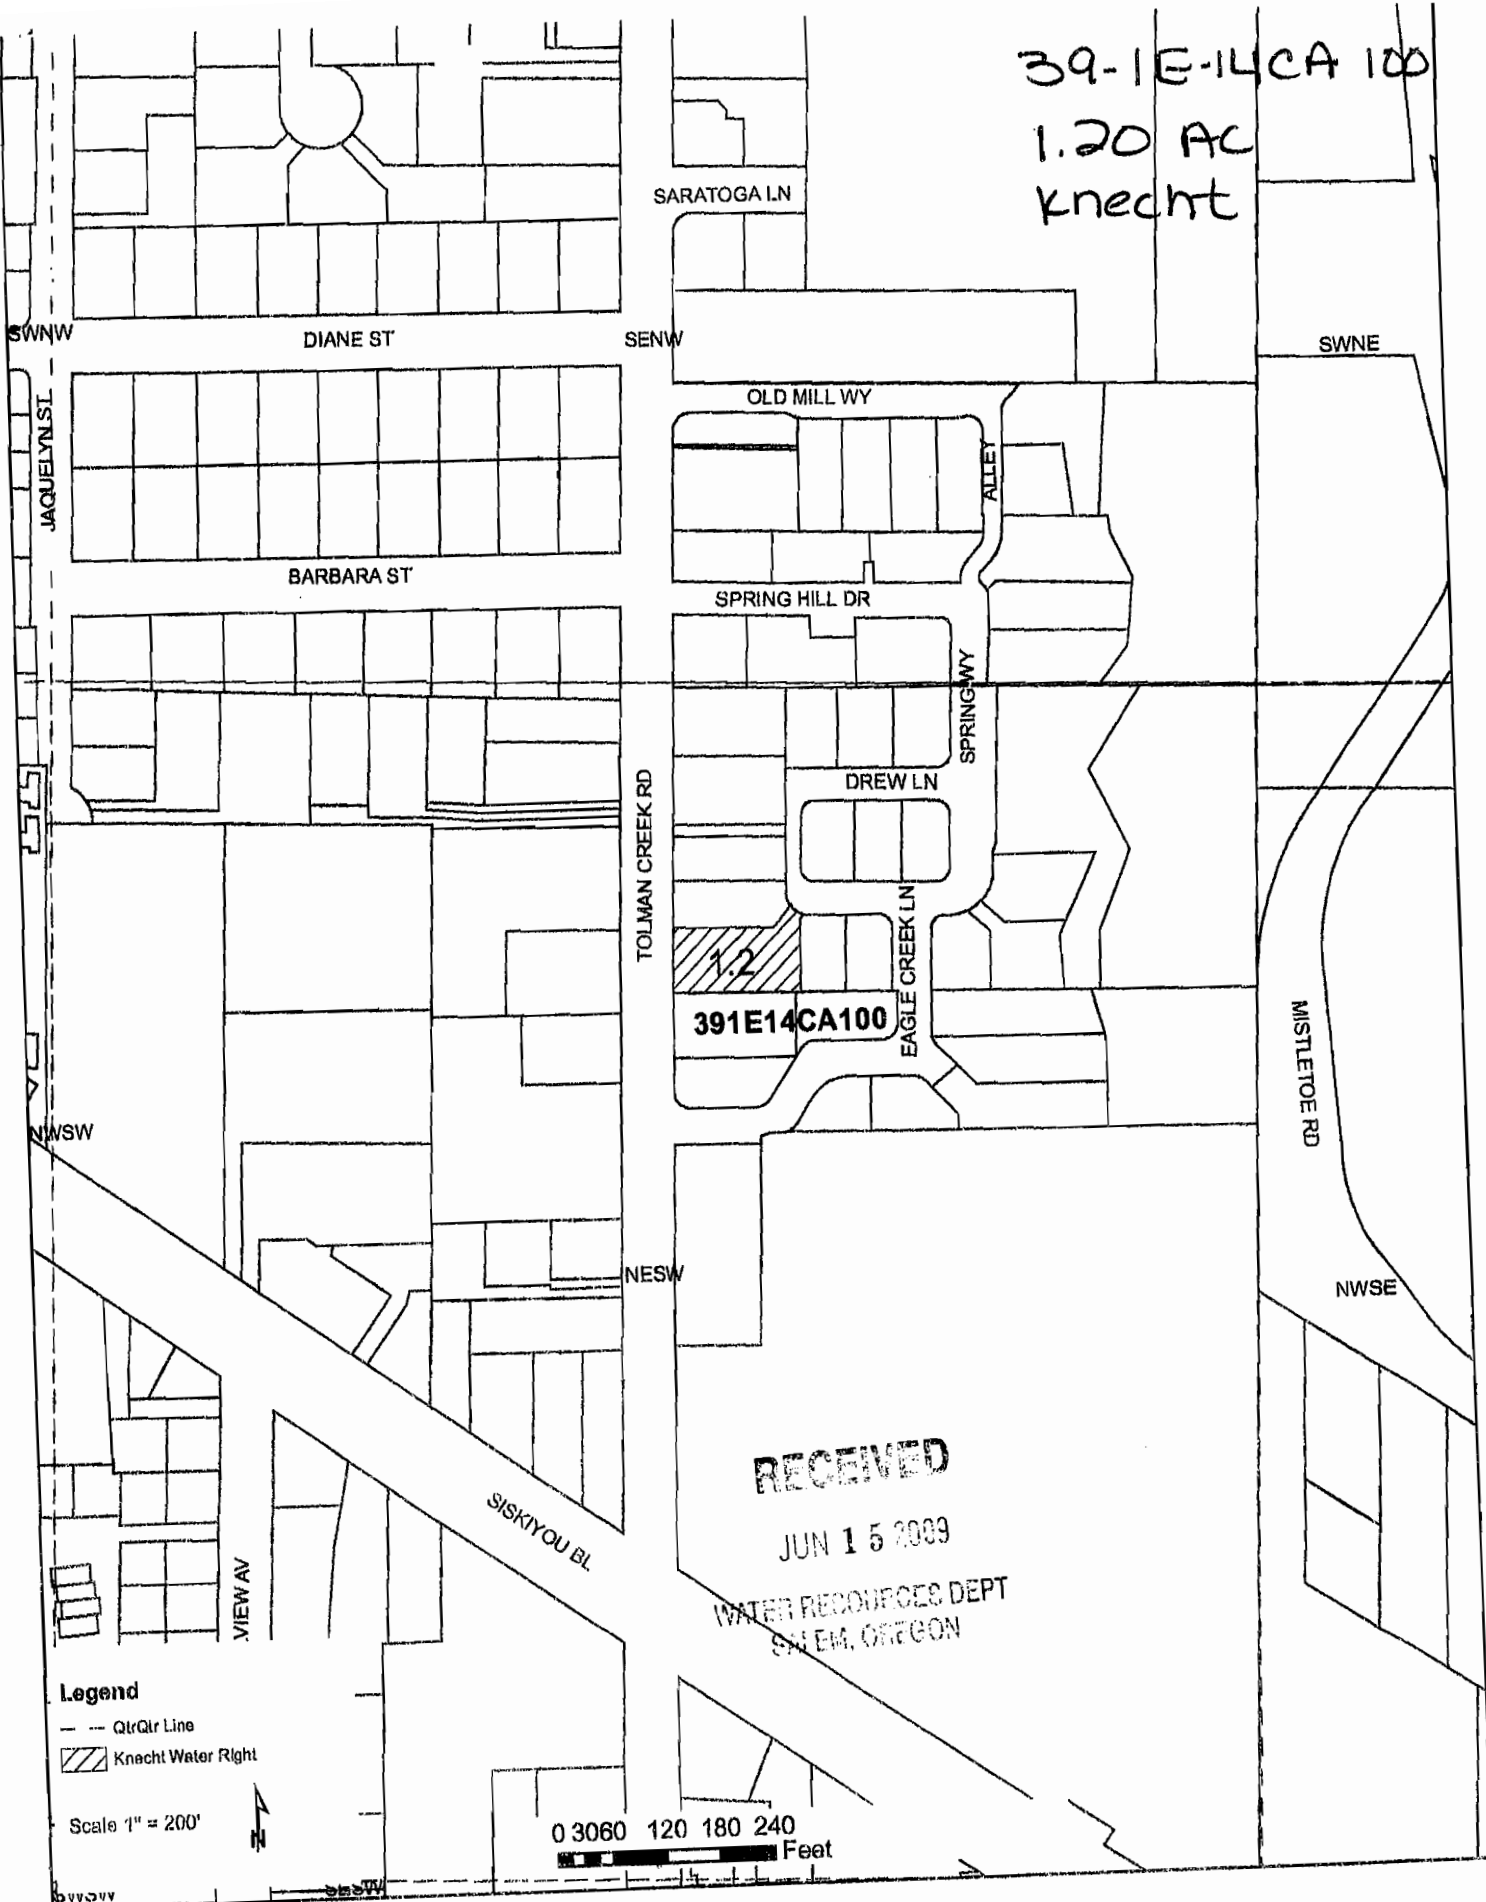 39-1E-14CA 100
1.20 AC
Knecht
SARATOGA LN
SWNW
DIANE ST
SENW
SWNE
OLD MILL WY
JAQUELYN ST
ALLEY
BARBARA ST
SPRING HILL DR
SPRING WY
DREW LN
TOLMAN CREEK RD
EAGLE CREEK LN
1.2
391E14CA100
MISTLETOE RD
NWSW
NESW
NWSE
RECEIVED
JUN 15 2009
WATER RESOURCES DEPT
SALEM, OREGON
SISKIYOU BL
VIEW AV
Legend
QtrQtr Line
Knecht Water Right
Scale 1" = 200'
N
0 30 60 120 180 240
Feet
SWSW
SESW